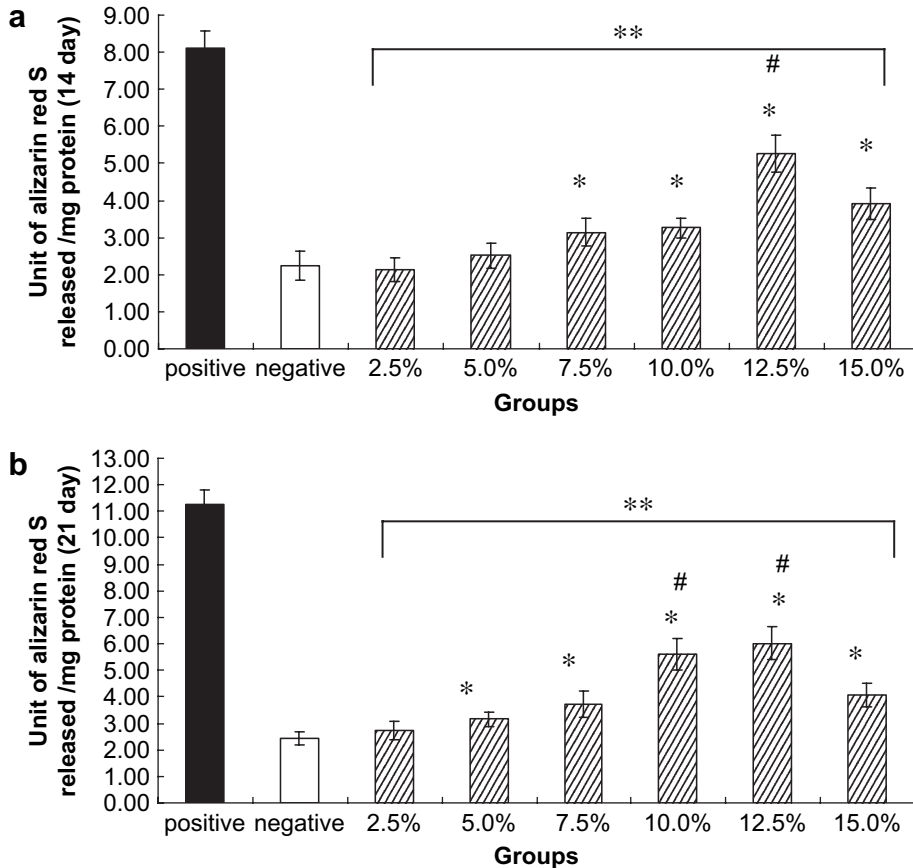 a
Unit of alizarin red S
released /mg protein (14 day)
9.00
8.00
7.00
6.00
5.00
4.00
3.00
2.00
1.00
0.00
**
#
* * * *
positive negative 2.5% 5.0% 7.5% 10.0% 12.5% 15.0%
Groups
b
Unit of alizarin red S
released /mg protein (21 day)
13.00
12.00
11.00
10.00
9.00
8.00
7.00
6.00
5.00
4.00
3.00
2.00
1.00
0.00
**
# #
* * * * *
positive negative 2.5% 5.0% 7.5% 10.0% 12.5% 15.0%
Groups